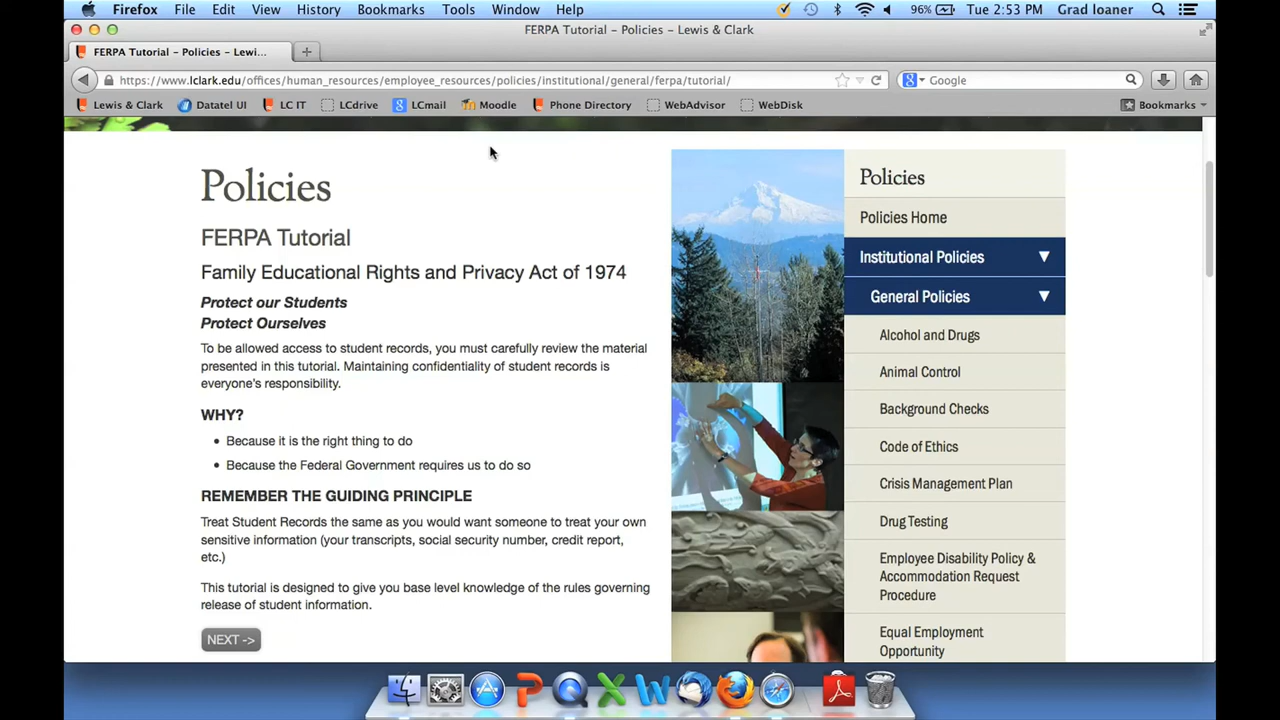 Firefox File Edit View History Bookmarks Tools Window Help 96% Tue 2:53 PM Grad loaner
FERPA Tutorial – Policies – Lewis & Clark
FERPA Tutorial – Policies – Lewi... +
https://www.lclark.edu/offices/human_resources/employee_resources/policies/institutional/general/ferpa/tutorial/ Google
Lewis & Clark Datatel UI LC IT LCdrive LCmail Moodle Phone Directory WebAdvisor WebDisk Bookmarks
Policies
FERPA Tutorial
Family Educational Rights and Privacy Act of 1974
Protect our Students
Protect Ourselves
To be allowed access to student records, you must carefully review the material
presented in this tutorial. Maintaining confidentiality of student records is
everyone's responsibility.
WHY?
• Because it is the right thing to do
• Because the Federal Government requires us to do so
REMEMBER THE GUIDING PRINCIPLE
Treat Student Records the same as you would want someone to treat your own
sensitive information (your transcripts, social security number, credit report,
etc.)
This tutorial is designed to give you base level knowledge of the rules governing
release of student information.
NEXT ->
Policies
Policies Home
Institutional Policies
General Policies
Alcohol and Drugs
Animal Control
Background Checks
Code of Ethics
Crisis Management Plan
Drug Testing
Employee Disability Policy &
Accommodation Request
Procedure
Equal Employment
Opportunity